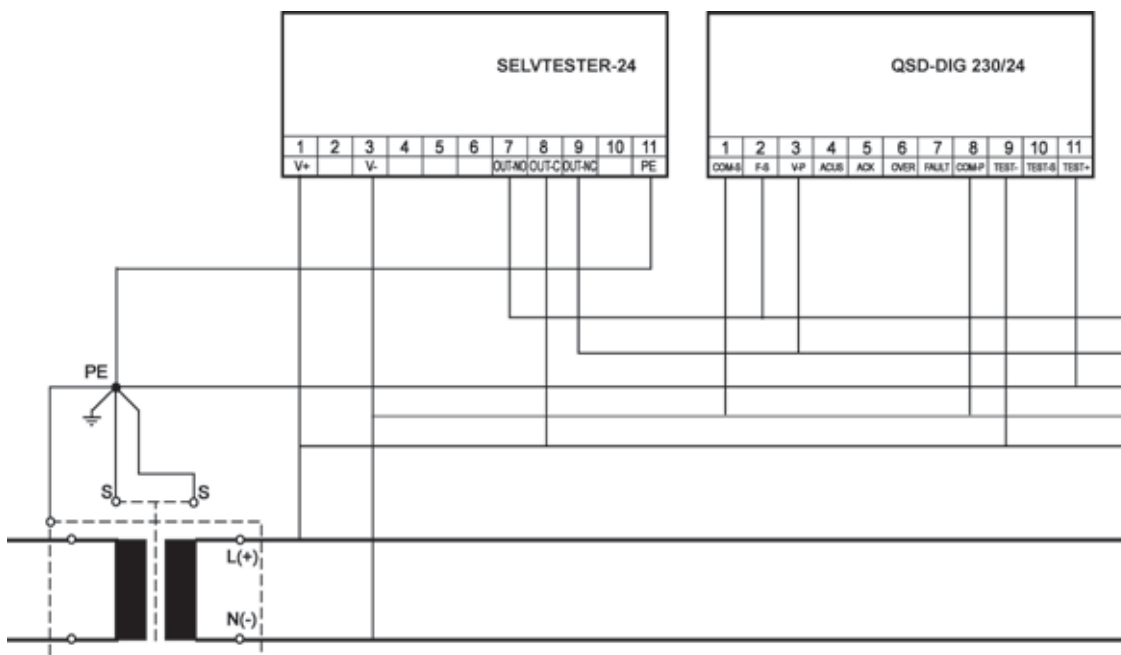 SELVTESTER-24
1 2 3 4 5 6 7 8 9 10 11
V+ V- OUT-NO OUT-C OUT-NC PE
QSD-DIG 230/24
1 2 3 4 5 6 7 8 9 10 11
COM-S F-S V-P ACUS ACK OVER FAULT COM-P TEST- TEST-S TEST+
PE
S S
L(+)
N(-)